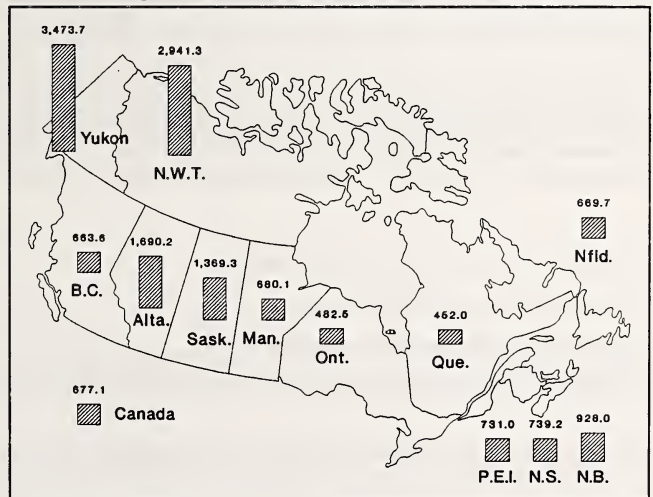 3,473.7
2,941.3
Yukon
N.W.T.
669.7
Nfld.
663.6
B.C.
1,690.2
Alta.
1,369.3
Sask.
680.1
Man.
482.5
Ont.
452.0
Que.
677.1
Canada
731.0
P.E.I.
739.2
N.S.
928.0
N.B.